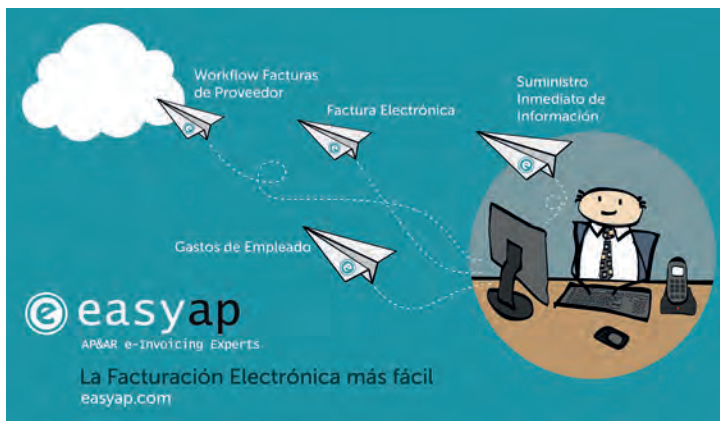 Workflow Facturas
de Proveedor
Factura Electrónica
Suministro
Inmediato de
Información
Gastos de Empleado
e
e
e
e
e easyap
AP&AR e-Invoicing Experts
La Facturación Electrónica más fácil
easyap.com